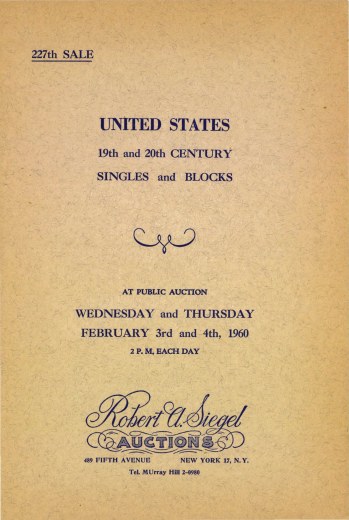 227th SALE
UNITED STATES
19th and 20th CENTURY
SINGLES and BLOCKS
AT PUBLIC AUCTION
WEDNESDAY and THURSDAY
FEBRUARY 3rd and 4th, 1960
2 P. M. EACH DAY
Robert A. Siegel
AUCTIONS
489 FIFTH AVENUE NEW YORK 17, N. Y.
Tel. MUrray Hill 2-0980